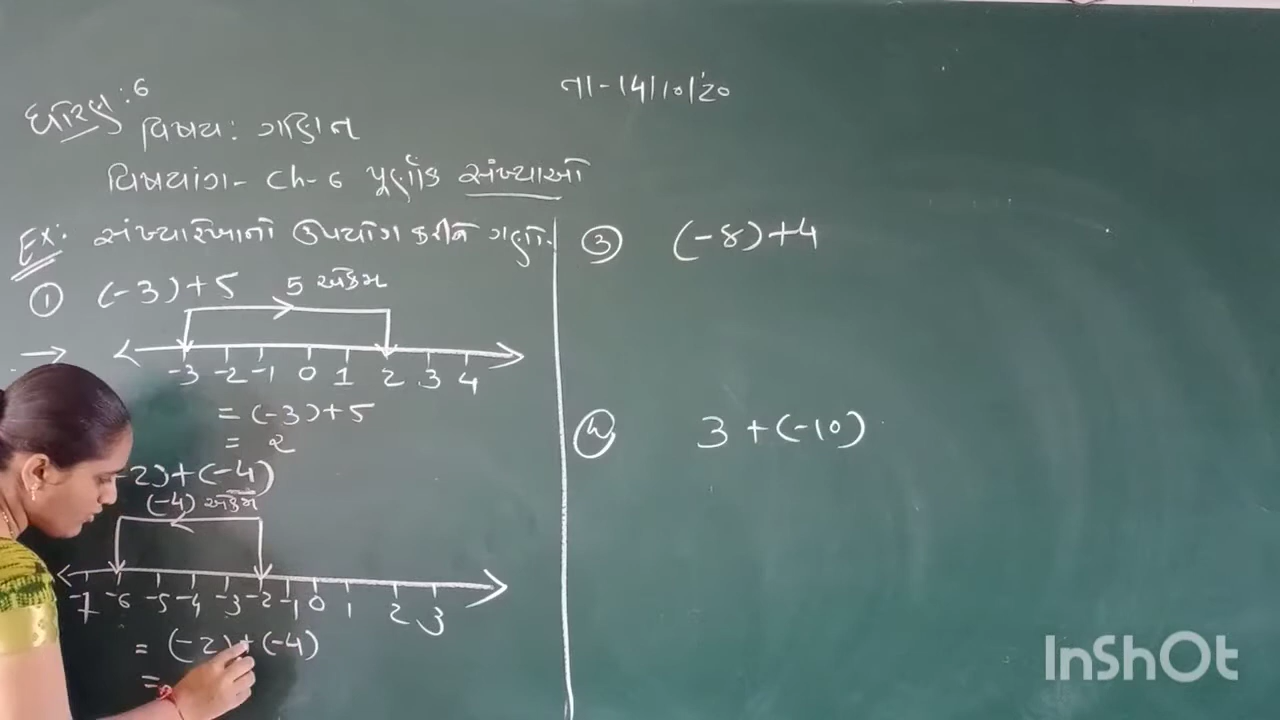 તા-14/10/20
ધોરણ:6
વિષય: ગણિત
વિષયાંગ- Ch-6 પૂર્ણાંક સંખ્યાઓ
Ex: સંખ્યારેખાનો ઉપયોગ કરીને ગણો.
① (-3)+5
5 એકમ
-3 -2 -1 0 1 2 3 4
= (-3)+5
= 2
-2)+(-4)
(-4) એકમ
-7 -6 -5 -4 -3 -2 -1 0 1 2 3
= (-2)+(-4)
=
③ (-8)+4
3 +(-10)
InShOt